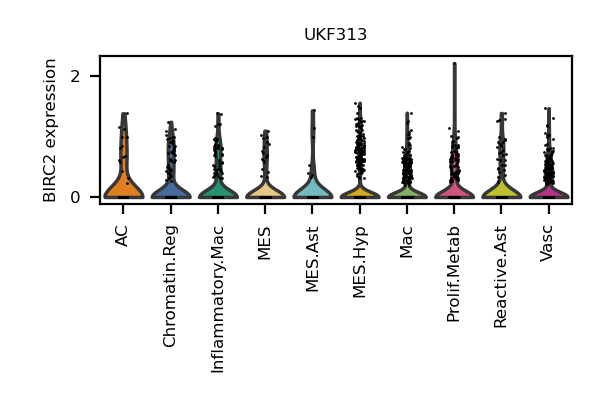 UKF313
BIRC2 expression
2
0
AC
Chromatin.Reg
Inflammatory.Mac
MES
MES.Ast
MES.Hyp
Mac
Prolif.Metab
Reactive.Ast
Vasc